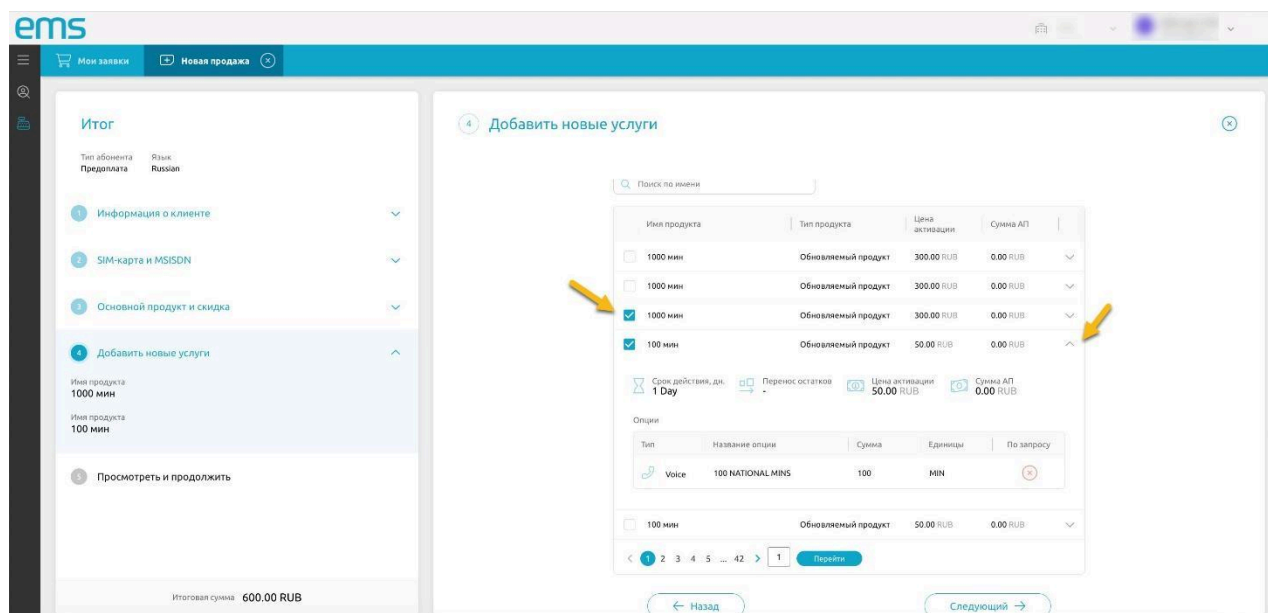 ems
Мои заявки
Новая продажа
Итог
Тип абонента Язык
Предоплата Russian
1 Информация о клиенте
2 SIM-карта и MSISDN
3 Основной продукт и скидка
4 Добавить новые услуги
Имя продукта
1000 мин
Имя продукта
100 мин
5 Просмотреть и продолжить
Итоговая сумма 600.00 RUB
4 Добавить новые услуги
Поиск по имени
Имя продукта Тип продукта Цена активации Сумма АП
1000 мин Обновляемый продукт 300.00 RUB 0.00 RUB
1000 мин Обновляемый продукт 300.00 RUB 0.00 RUB
1000 мин Обновляемый продукт 300.00 RUB 0.00 RUB
100 мин Обновляемый продукт 50.00 RUB 0.00 RUB
Срок действия, дн. Перенос остатков Цена активации Сумма АП
1 Day - 50.00 RUB 0.00 RUB
Опции
Тип Название опции Сумма Единицы По запросу
Voice 100 NATIONAL MINS 100 MIN
100 мин Обновляемый продукт 50.00 RUB 0.00 RUB
< 1 2 3 4 5 ... 42 > 1 Перейти
← Назад Следующий →